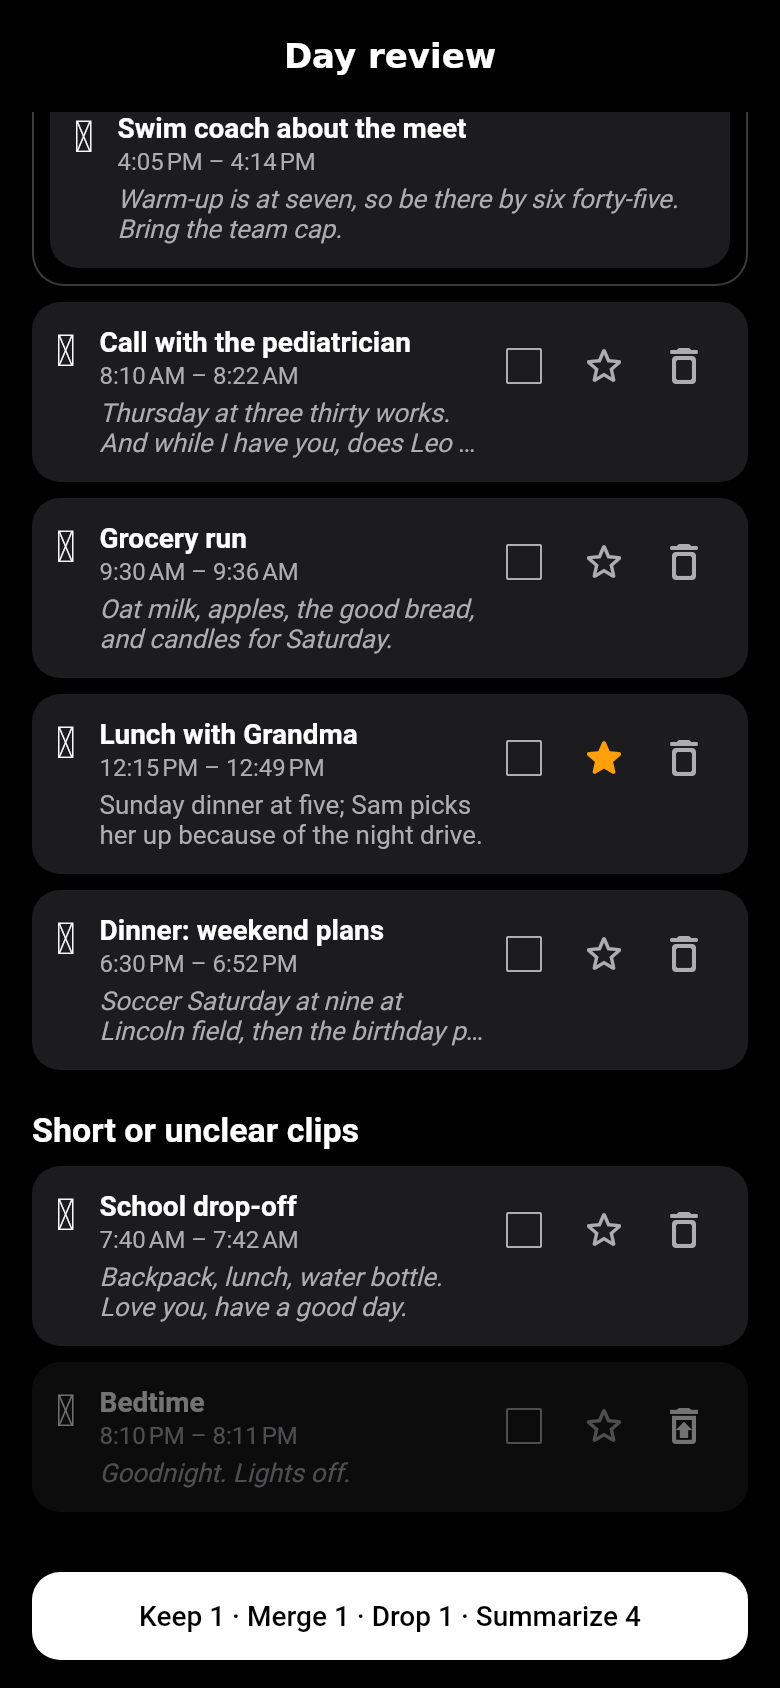 Day review
Swim coach about the meet
4:05 PM – 4:14 PM
Warm-up is at seven, so be there by six forty-five.
Bring the team cap.
Call with the pediatrician
8:10 AM – 8:22 AM
Thursday at three thirty works.
And while I have you, does Leo …
Grocery run
9:30 AM – 9:36 AM
Oat milk, apples, the good bread,
and candles for Saturday.
Lunch with Grandma
12:15 PM – 12:49 PM
Sunday dinner at five; Sam picks
her up because of the night drive.
Dinner: weekend plans
6:30 PM – 6:52 PM
Soccer Saturday at nine at
Lincoln field, then the birthday p…
Short or unclear clips
School drop-off
7:40 AM – 7:42 AM
Backpack, lunch, water bottle.
Love you, have a good day.
Bedtime
8:10 PM – 8:11 PM
Goodnight. Lights off.
Keep 1 · Merge 1 · Drop 1 · Summarize 4